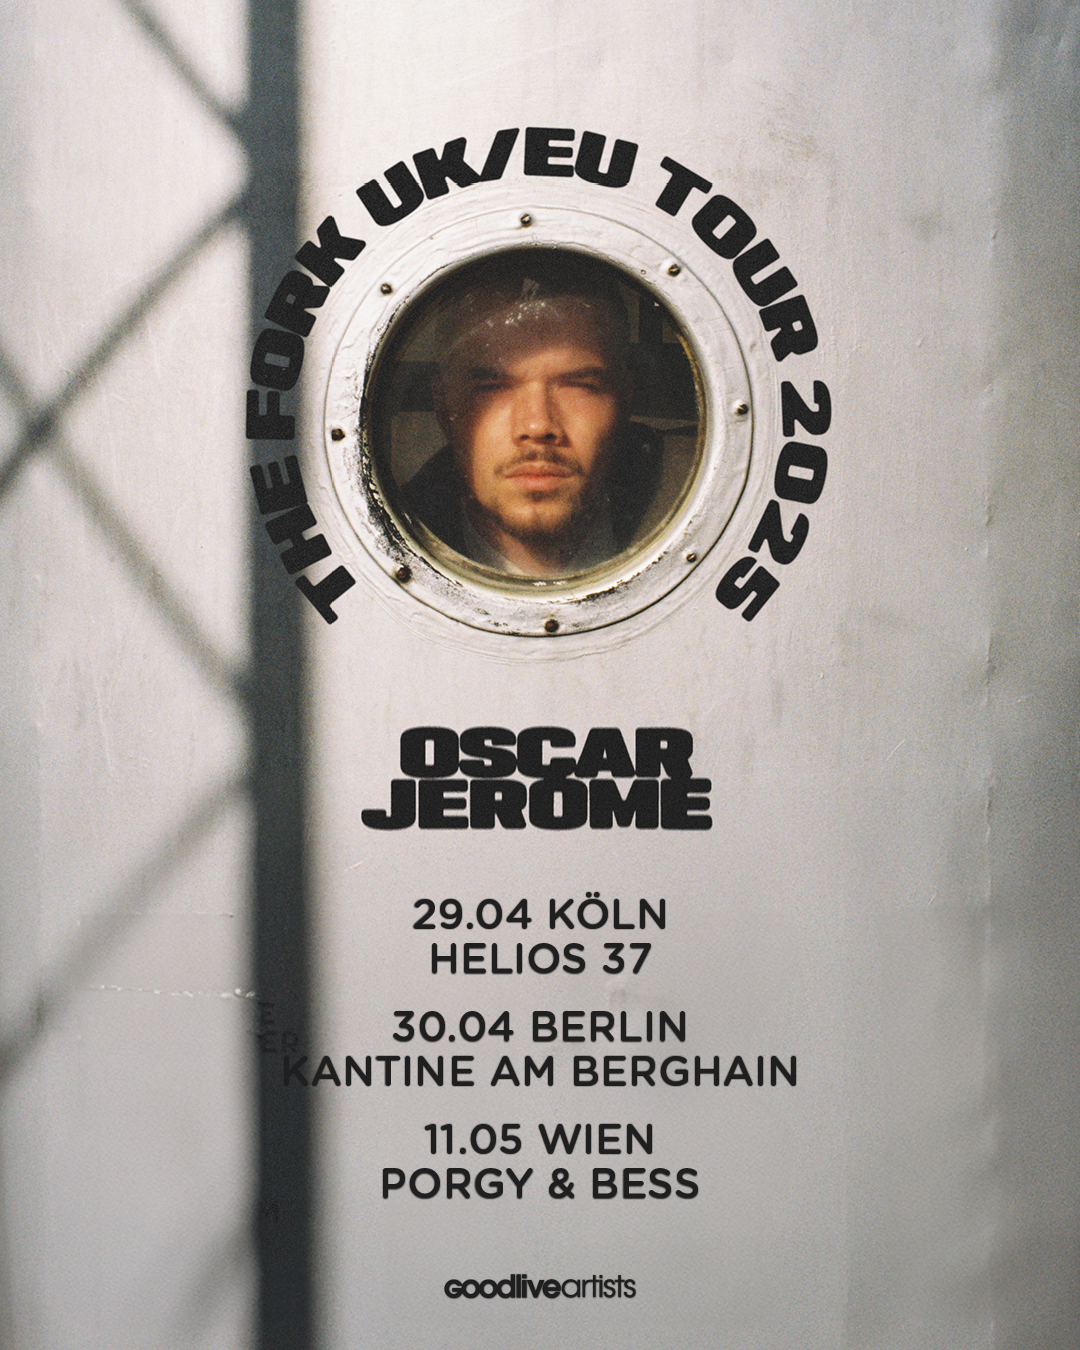 THE FORK UK/EU TOUR 2025
OSCAR
JEROME
29.04 KÖLN
HELIOS 37
30.04 BERLIN
KANTINE AM BERGHAIN
11.05 WIEN
PORGY & BESS
GOODliveartists